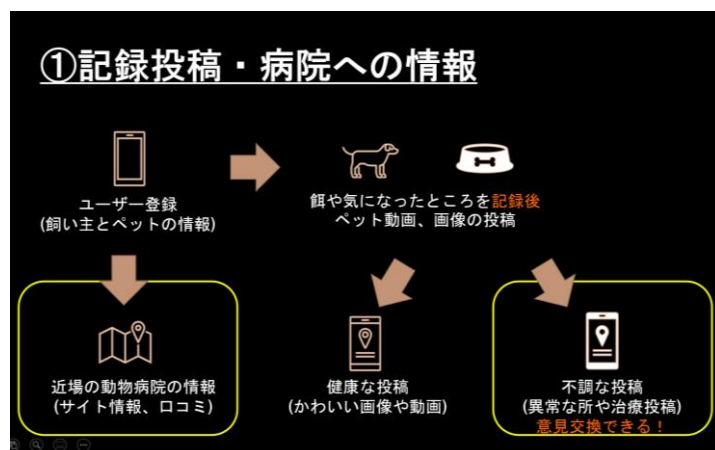 ①記録投稿・病院への情報
ユーザー登録
(飼い主とペットの情報)
餌や気になったところを記録後
ペット動画、画像の投稿
近場の動物病院の情報
(サイト情報、口コミ)
健康な投稿
(かわいい画像や動画)
不調な投稿
(異常な所や治療投稿)
意見交換できる！